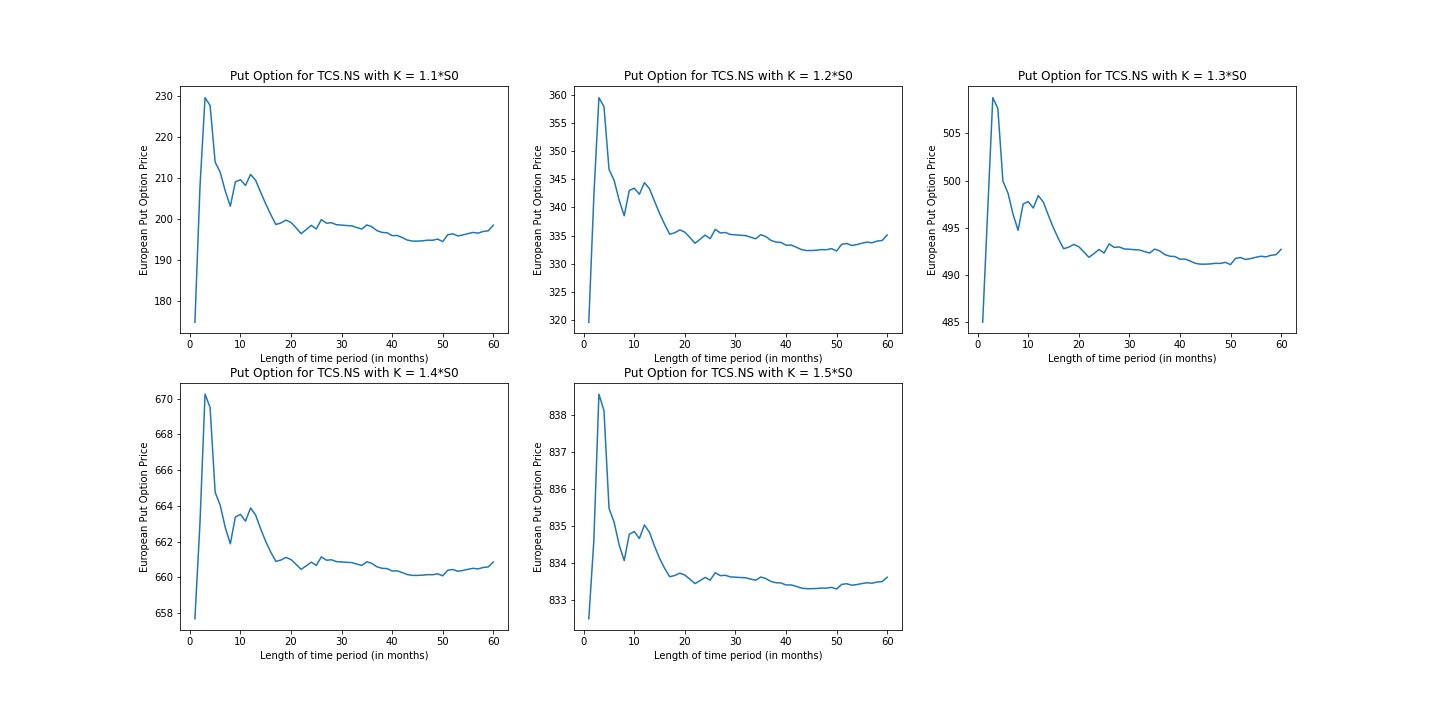 Put Option for TCS.NS with K = 1.1*S0
European Put Option Price
230
220
210
200
190
180
0 10 20 30 40 50 60
Length of time period (in months)
Put Option for TCS.NS with K = 1.2*S0
European Put Option Price
360
355
350
345
340
335
330
325
320
0 10 20 30 40 50 60
Length of time period (in months)
Put Option for TCS.NS with K = 1.3*S0
European Put Option Price
505
500
495
490
485
0 10 20 30 40 50 60
Length of time period (in months)
Put Option for TCS.NS with K = 1.4*S0
European Put Option Price
670
668
666
664
662
660
658
0 10 20 30 40 50 60
Length of time period (in months)
Put Option for TCS.NS with K = 1.5*S0
European Put Option Price
838
837
836
835
834
833
0 10 20 30 40 50 60
Length of time period (in months)